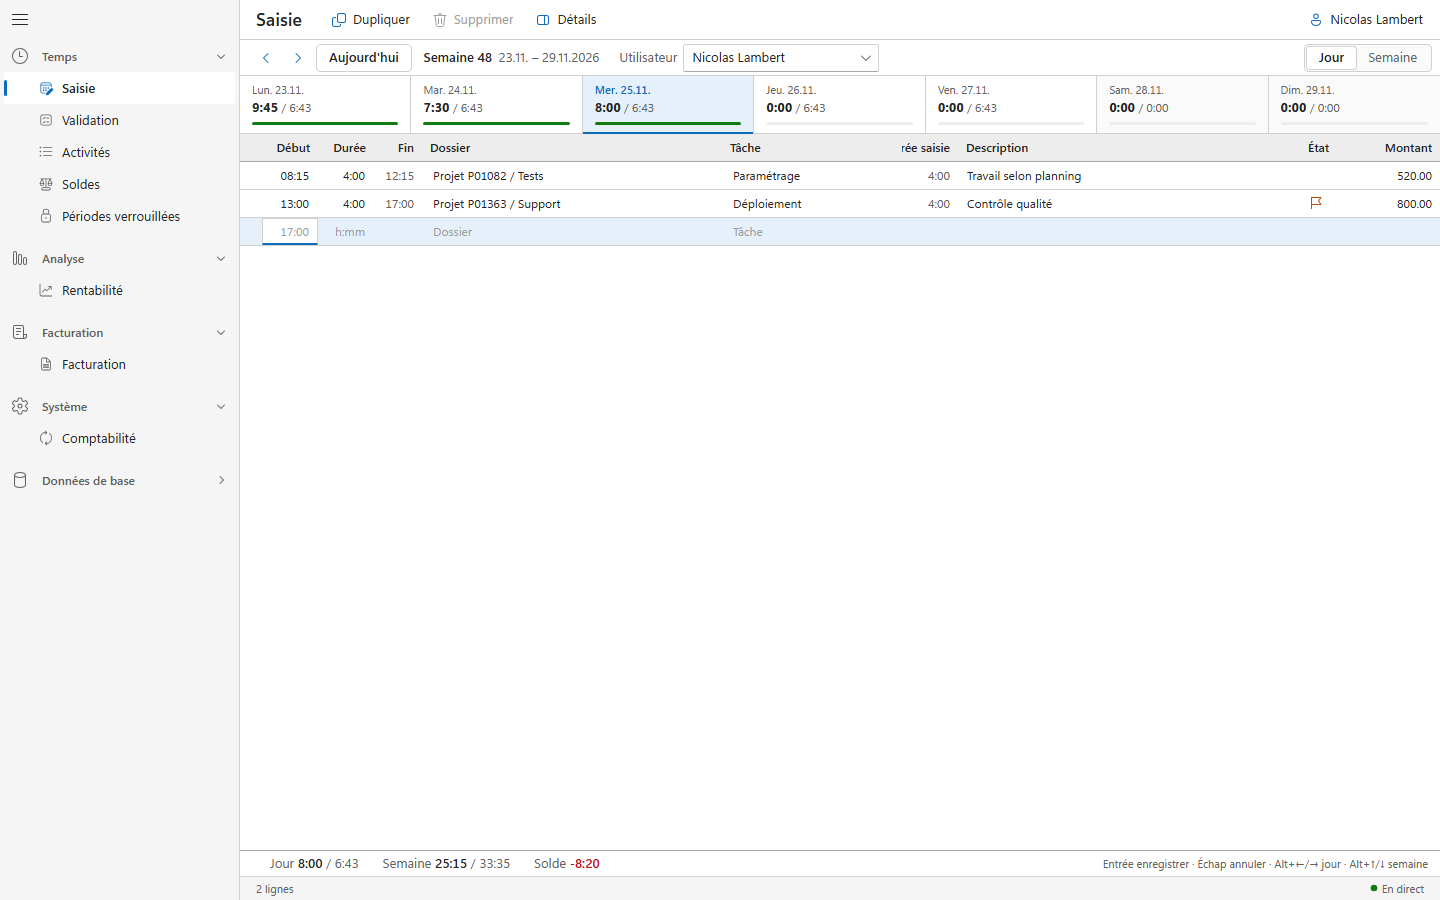 Saisie
Dupliquer
Supprimer
Détails
Nicolas Lambert
Temps
Saisie
Validation
Activités
Soldes
Périodes verrouillées
Analyse
Rentabilité
Facturation
Facturation
Système
Comptabilité
Données de base
Aujourd'hui
Semaine 48 23.11. – 29.11.2026
Utilisateur
Nicolas Lambert
Jour
Semaine
Lun. 23.11.
9:45 / 6:43
Mar. 24.11.
7:30 / 6:43
Mer. 25.11.
8:00 / 6:43
Jeu. 26.11.
0:00 / 6:43
Ven. 27.11.
0:00 / 6:43
Sam. 28.11.
0:00 / 0:00
Dim. 29.11.
0:00 / 0:00
Début Durée Fin Dossier Tâche rée saisie Description État Montant
08:15 4:00 12:15 Projet P01082 / Tests Paramétrage 4:00 Travail selon planning 520.00
13:00 4:00 17:00 Projet P01363 / Support Déploiement 4:00 Contrôle qualité 800.00
17:00 h:mm Dossier Tâche
Jour 8:00 / 6:43 Semaine 25:15 / 33:35 Solde -8:20
Entrée enregistrer · Échap annuler · Alt+←/→ jour · Alt+↑/↓ semaine
2 lignes
En direct